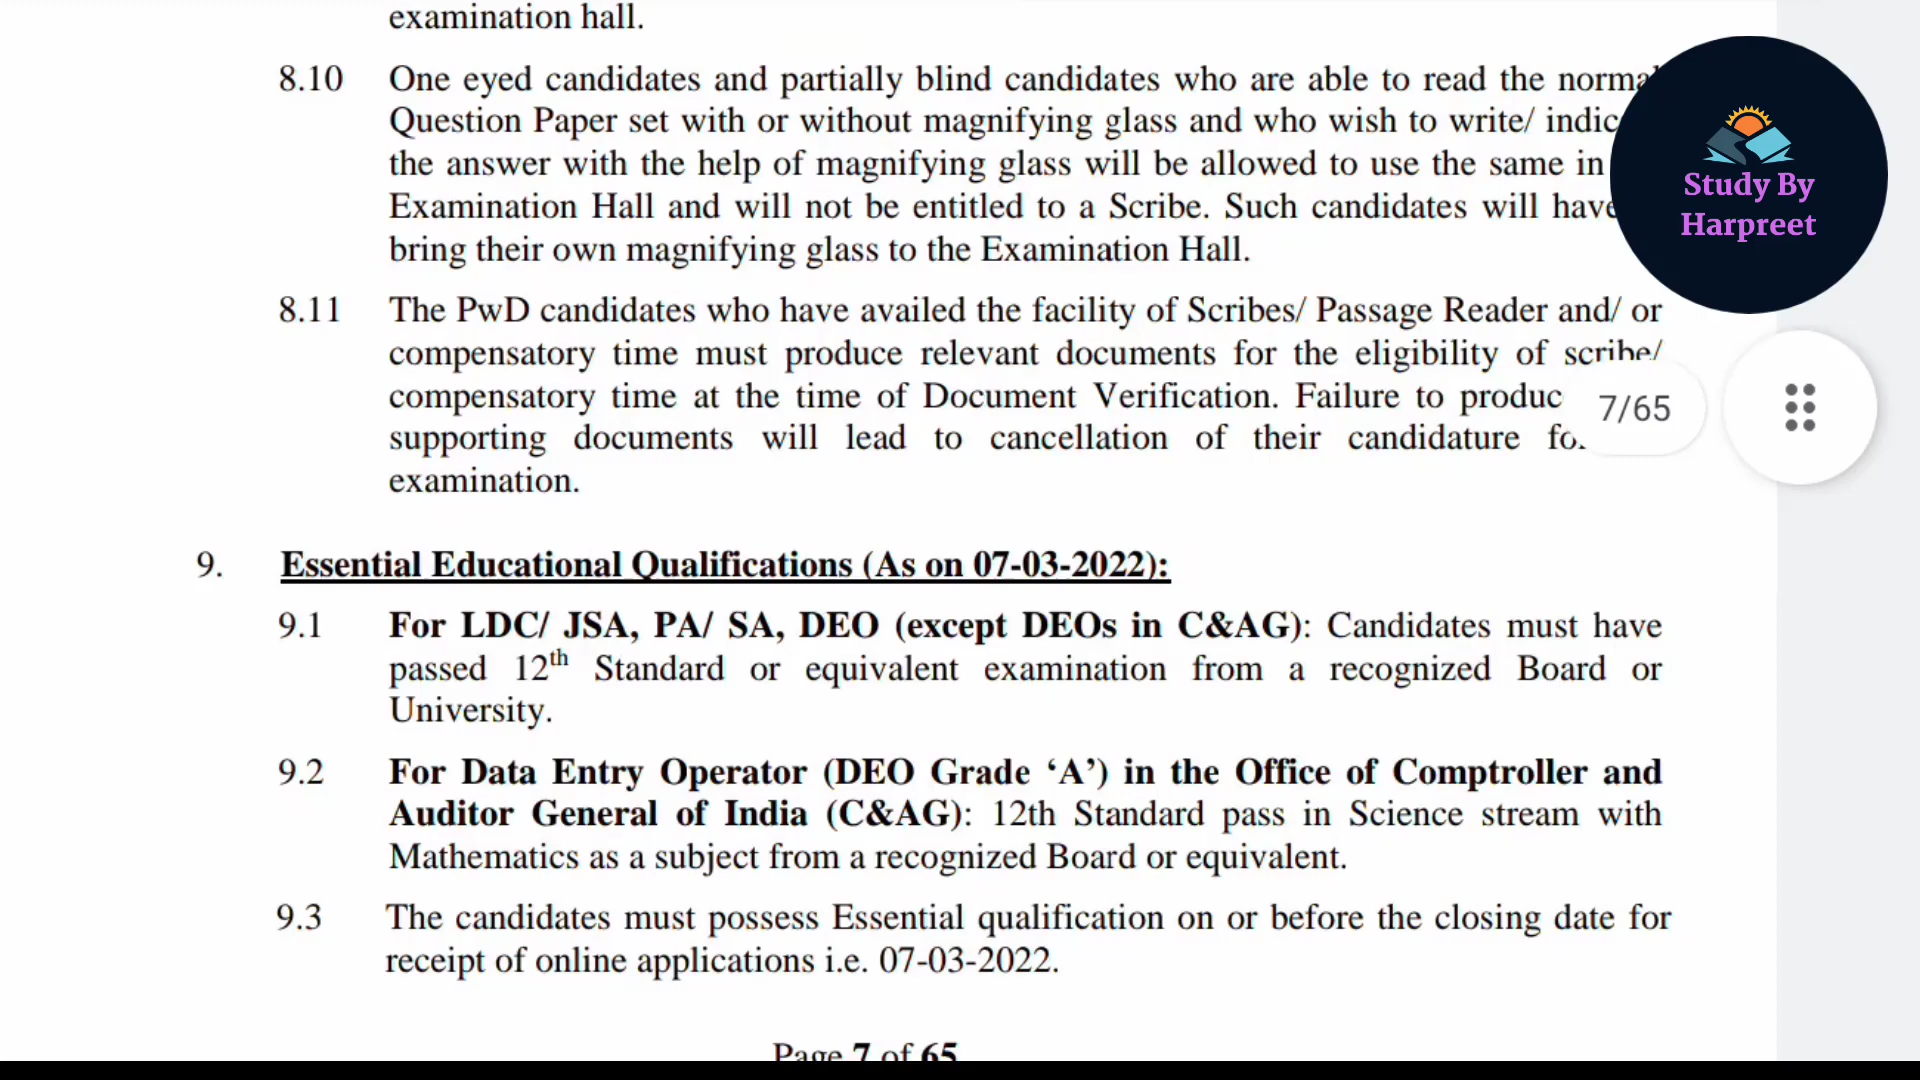 examination hall.
8.10 One eyed candidates and partially blind candidates who are able to read the
Question Paper set with or without magnifying glass and who wish to write/
the answer with the help of magnifying glass will be allowed to use the same in
Examination Hall and will not be entitled to a Scribe. Such candidates will have
bring their own magnifying glass to the Examination Hall.
8.11 The PwD candidates who have availed the facility of Scribes/ Passage Reader and/ or
compensatory time must produce relevant documents for the eligibility of scribe/
compensatory time at the time of Document Verification. Failure to
supporting documents will lead to cancellation of their candidature
examination.
9. Essential Educational Qualifications (As on 07-03-2022):
9.1 For LDC/ JSA, PA/ SA, DEO (except DEOs in C&AG): Candidates must have
passed 12th Standard or equivalent examination from a recognized Board or
University.
9.2 For Data Entry Operator (DEO Grade ‘A’) in the Office of Comptroller and
Auditor General of India (C&AG): 12th Standard pass in Science stream with
Mathematics as a subject from a recognized Board or equivalent.
9.3 The candidates must possess Essential qualification on or before the closing date for
receipt of online applications i.e. 07-03-2022.
Page 7 of 65
Study By
Harpreet
7/65